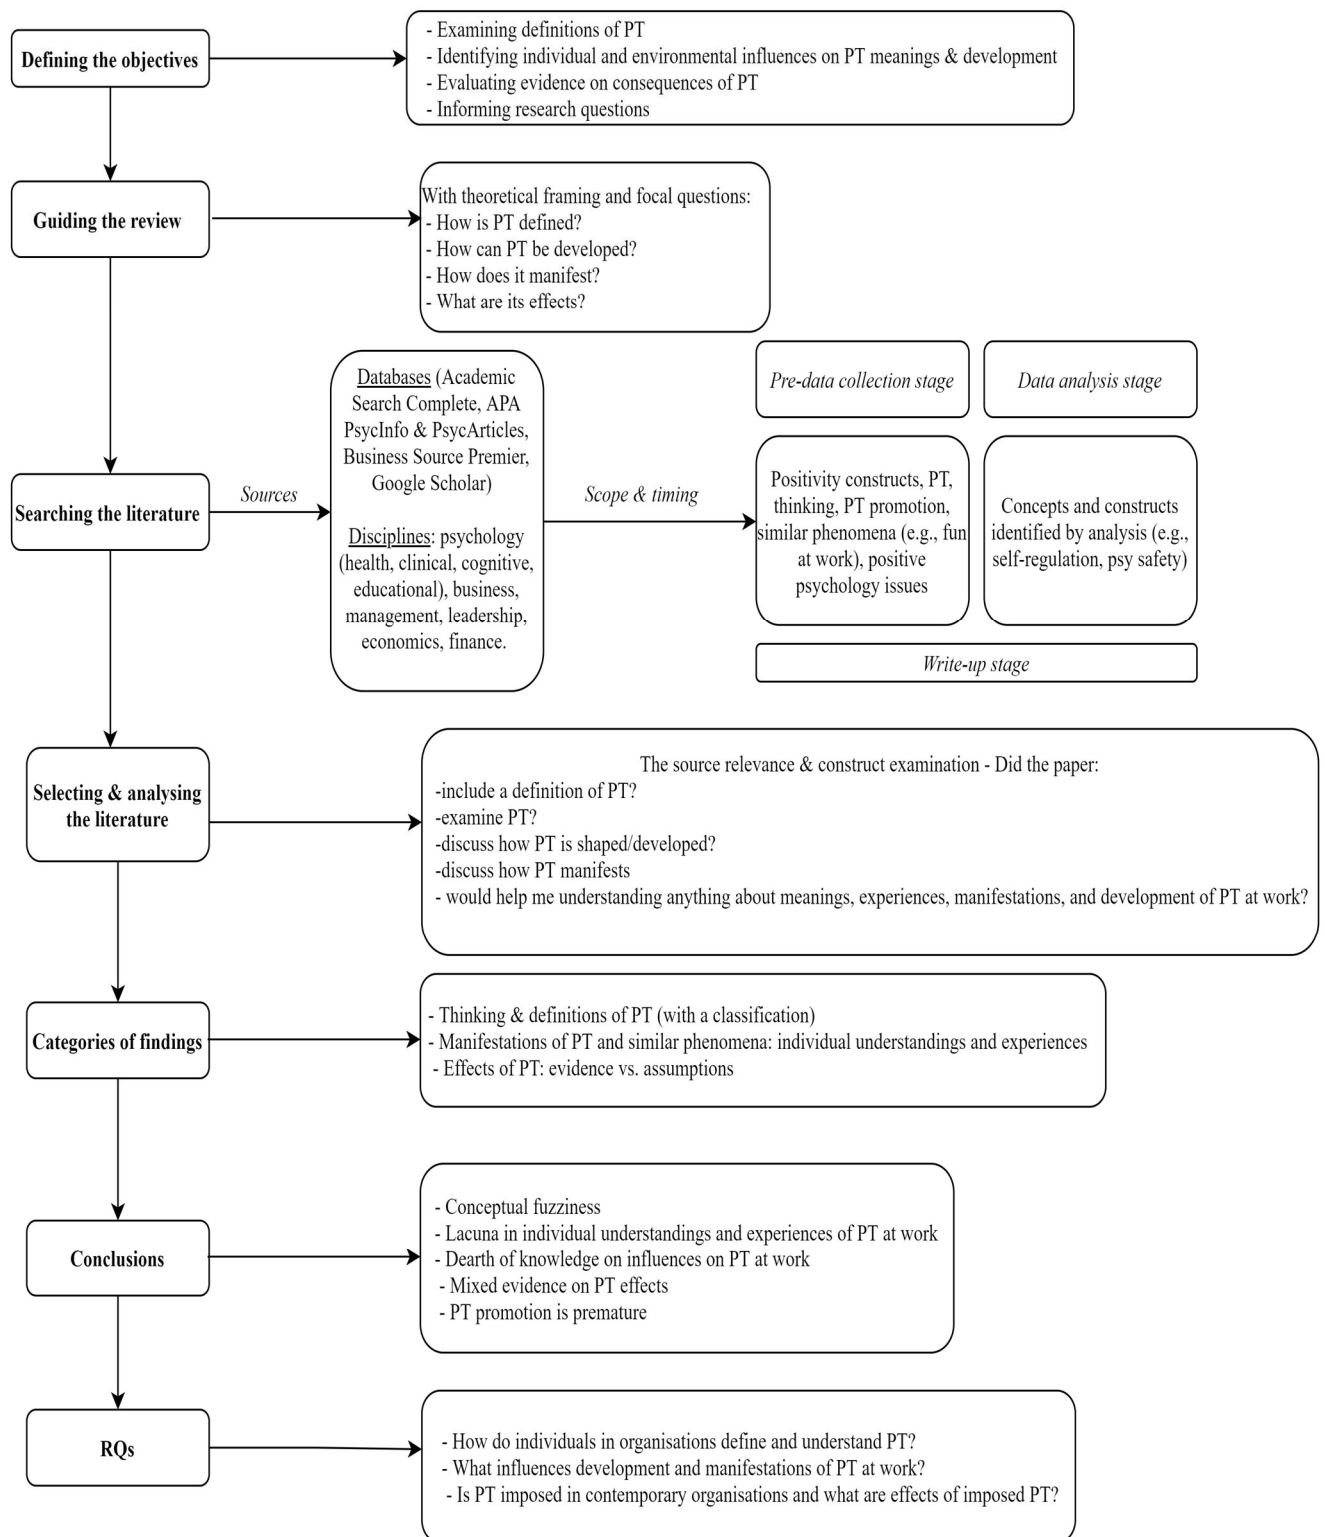 Defining the objectives
- Examining definitions of PT
- Identifying individual and environmental influences on PT meanings & development
- Evaluating evidence on consequences of PT
- Informing research questions
Guiding the review
With theoretical framing and focal questions:
- How is PT defined?
- How can PT be developed?
- How does it manifest?
- What are its effects?
Searching the literature
Sources
Databases (Academic
Search Complete, APA
PsycInfo & PsycArticles,
Business Source Premier,
Google Scholar)
Disciplines: psychology
(health, clinical, cognitive,
educational), business,
management, leadership,
economics, finance.
Scope & timing
Pre-data collection stage
Positivity constructs, PT,
thinking, PT promotion,
similar phenomena (e.g., fun
at work), positive
psychology issues
Data analysis stage
Concepts and constructs
identified by analysis (e.g.,
self-regulation, psy safety)
Write-up stage
Selecting & analysing
the literature
The source relevance & construct examination - Did the paper:
-include a definition of PT?
-examine PT?
-discuss how PT is shaped/developed?
-discuss how PT manifests
- would help me understanding anything about meanings, experiences, manifestations, and development of PT at work?
Categories of findings
- Thinking & definitions of PT (with a classification)
- Manifestations of PT and similar phenomena: individual understandings and experiences
- Effects of PT: evidence vs. assumptions
Conclusions
- Conceptual fuzziness
- Lacuna in individual understandings and experiences of PT at work
- Dearth of knowledge on influences on PT at work
- Mixed evidence on PT effects
- PT promotion is premature
RQs
- How do individuals in organisations define and understand PT?
- What influences development and manifestations of PT at work?
- Is PT imposed in contemporary organisations and what are effects of imposed PT?